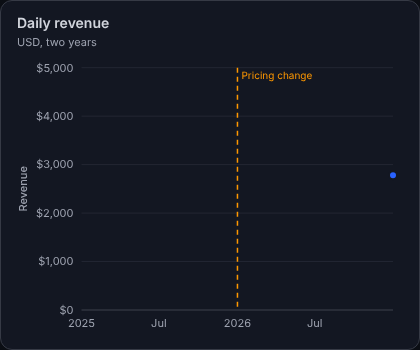 Daily revenue
USD, two years
$5,000
Pricing change
$4,000
$3,000
Revenue
$2,000
$1,000
$0
2025 Jul 2026 Jul